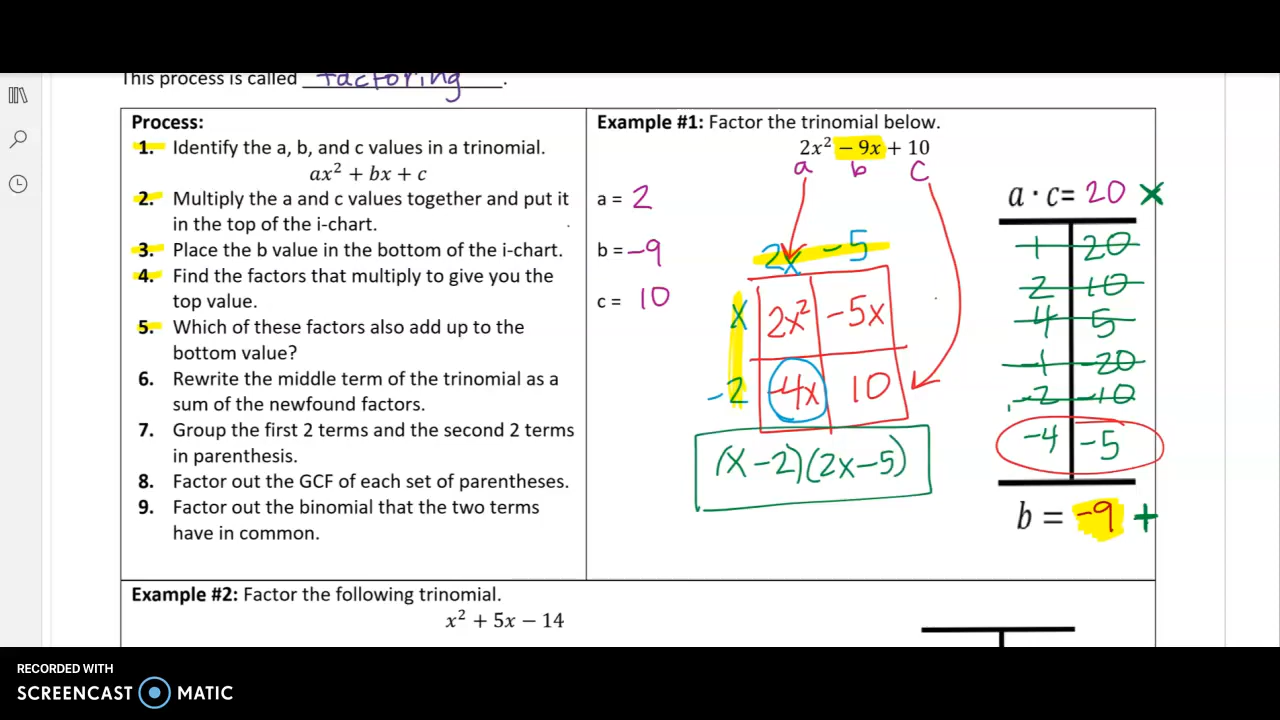 This process is called factoring.
Process:
1. Identify the a, b, and c values in a trinomial.
ax² + bx + c
2. Multiply the a and c values together and put it
in the top of the i-chart.
3. Place the b value in the bottom of the i-chart.
4. Find the factors that multiply to give you the
top value.
5. Which of these factors also add up to the
bottom value?
6. Rewrite the middle term of the trinomial as a
sum of the newfound factors.
7. Group the first 2 terms and the second 2 terms
in parenthesis.
8. Factor out the GCF of each set of parentheses.
9. Factor out the binomial that the two terms
have in common.
Example #1: Factor the trinomial below.
2x² − 9x + 10
a b c
a = 2
b = -9
c = 10
2x -5
x 2x² -5x
-2 -4x 10
(x-2)(2x-5)
a · c = 20 ×
1 20
2 10
4 5
-1 -20
-2 -10
-4 -5
b = -9 +
Example #2: Factor the following trinomial.
x² + 5x − 14
RECORDED WITH
SCREENCAST MATIC